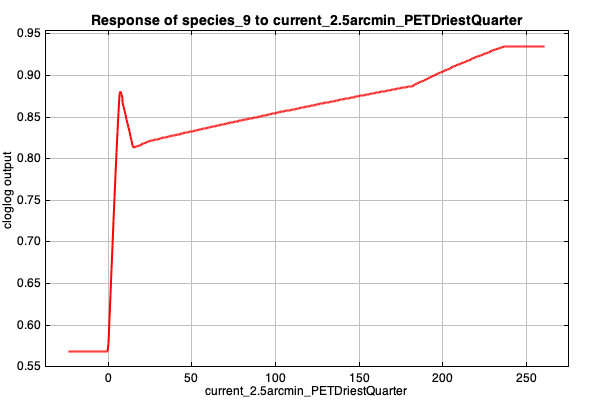 Response of species_9 to current_2.5arcmin_PETDriestQuarter
0.95
0.90
0.85
0.80
0.75
0.70
0.65
0.60
0.55
cloglog output
0 50 100 150 200 250
current_2.5arcmin_PETDriestQuarter